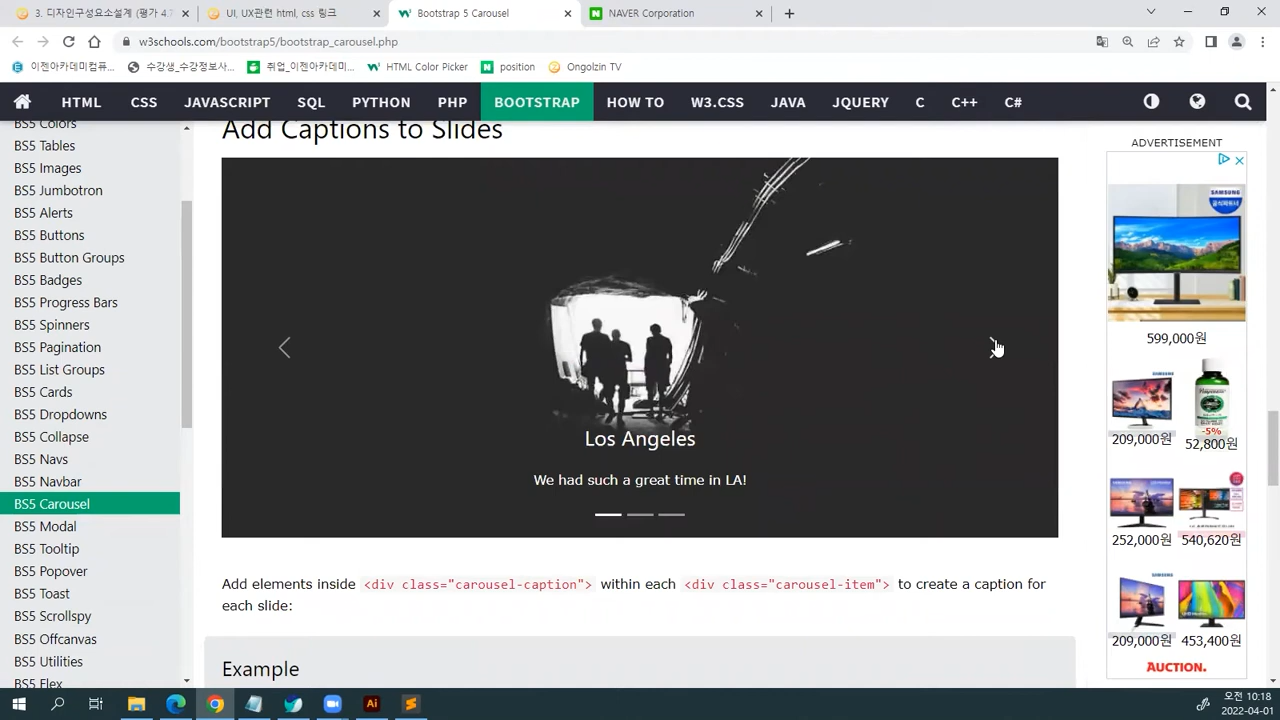 3. 디자인구성요소설계 (평가 4.
UI, UX관련 html, css 링크
Bootstrap 5 Carousel
NAVER Corporation
w3schools.com/bootstrap5/bootstrap_carousel.php
이젠아카데미컴퓨...
수강생_수강정보사...
취업_이젠아카데미...
HTML Color Picker
position
Ongolzin TV
HTML
CSS
JAVASCRIPT
SQL
PYTHON
PHP
BOOTSTRAP
HOW TO
W3.CSS
JAVA
JQUERY
C
C++
C#
BS5 Colors
BS5 Tables
BS5 Images
BS5 Jumbotron
BS5 Alerts
BS5 Buttons
BS5 Button Groups
BS5 Badges
BS5 Progress Bars
BS5 Spinners
BS5 Pagination
BS5 List Groups
BS5 Cards
BS5 Dropdowns
BS5 Collapse
BS5 Navs
BS5 Navbar
BS5 Carousel
BS5 Modal
BS5 Tooltip
BS5 Popover
BS5 Toast
BS5 Scrollspy
BS5 Offcanvas
BS5 Utilities
BS5 Flex
Add Captions to Slides
Los Angeles
We had such a great time in LA!
Add elements inside <div class="carousel-caption"> within each <div class="carousel-item"> to create a caption for
each slide:
Example
ADVERTISEMENT
SAMSUNG
599,000원
209,000원
-5%
52,800원
252,000원
540,620원
209,000원
453,400원
AUCTION.
오전 10:18
2022-04-01